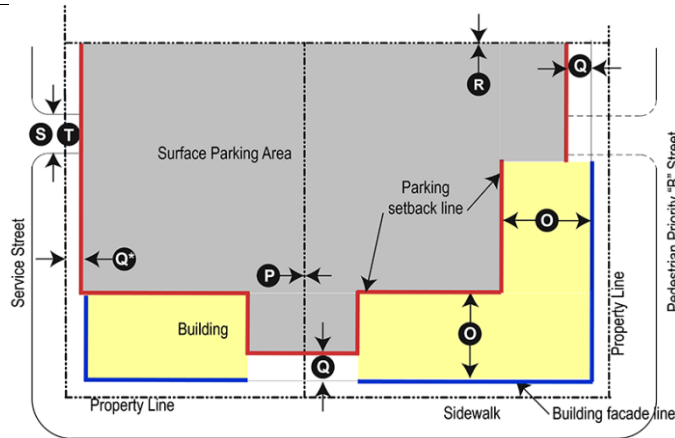 R
Q
S T
Surface Parking Area
Parking
setback line
O
Service Street
Q*
P
Pedestrian Priority "B" Street
Property Line
Building
O
Q
Property Line
Sidewalk
Building facade line